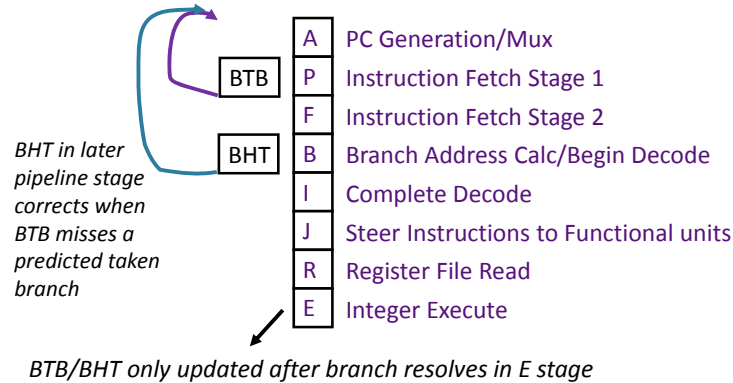 A PC Generation/Mux
BTB P Instruction Fetch Stage 1
F Instruction Fetch Stage 2
BHT B Branch Address Calc/Begin Decode
I Complete Decode
J Steer Instructions to Functional units
R Register File Read
E Integer Execute
BHT in later
pipeline stage
corrects when
BTB misses a
predicted taken
branch
BTB/BHT only updated after branch resolves in E stage